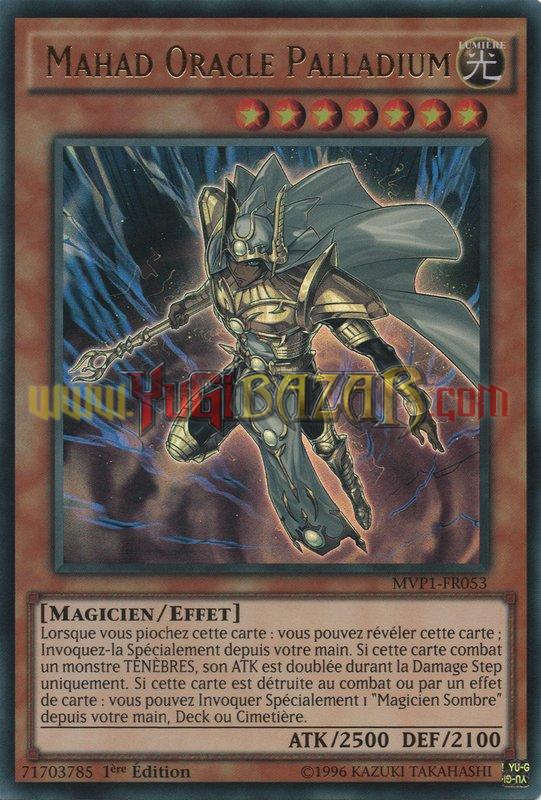 MAHAD ORACLE PALLADIUM
LUMIÈRE
光
www.YUGIBAZAR.com
MVP1-FR053
[MAGICIEN/EFFET]
Lorsque vous piochez cette carte : vous pouvez révéler cette carte ;
Invoquez-la Spécialement depuis votre main. Si cette carte combat
un monstre TÉNÈBRES, son ATK est doublée durant la Damage Step
uniquement. Si cette carte est détruite au combat ou par un effet
de carte : vous pouvez Invoquer Spécialement 1 "Magicien Sombre"
depuis votre main, Deck ou Cimetière.
ATK/2500 DEF/2100
71703785 1ère Édition ©1996 KAZUKI TAKAHASHI